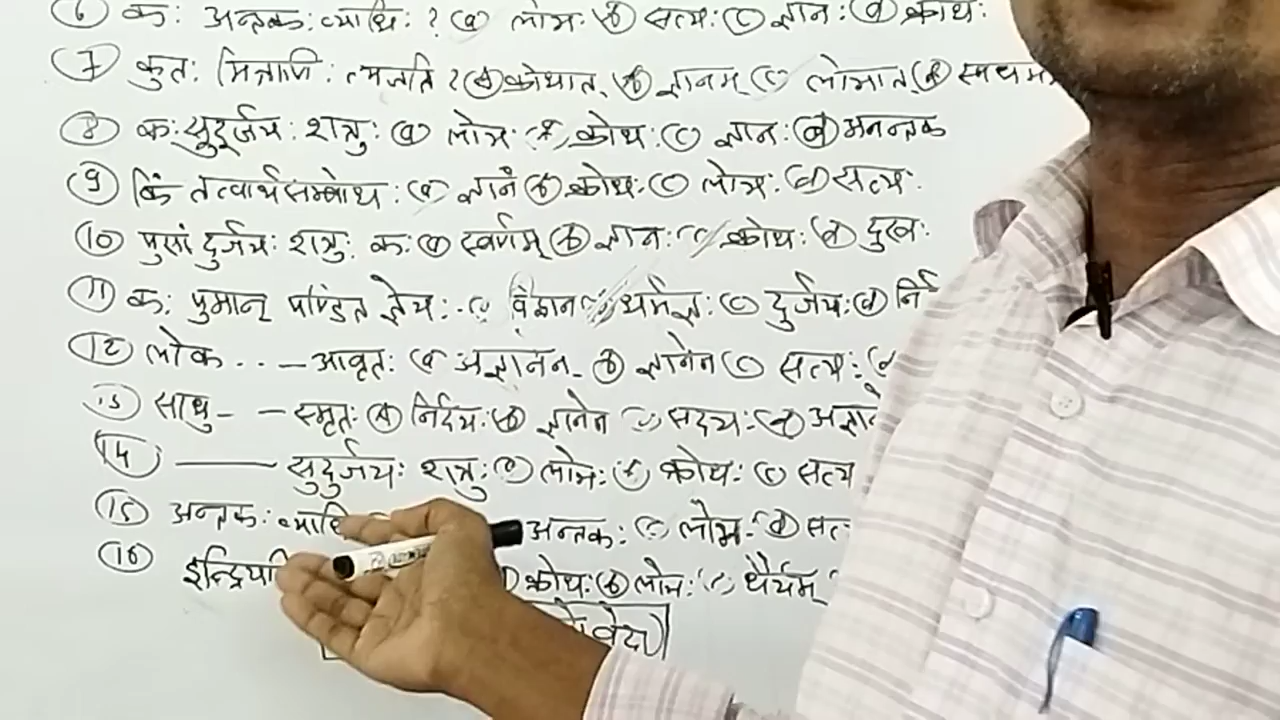 6 कः अन्तकः व्याधि ? a लोभः b सत्यः c ज्ञानः d क्रोधः
7 कुतः मित्राणिः त्यजति ? a क्रोधात् b ज्ञानम् c लोभात् d
8 कःसुदूर्जयः शत्रुः a लोभः क्रोधः c ज्ञानः d अनन्तक
9 किं तत्वार्थसम्बोधः a ज्ञानं b क्रोधः c लोभः d सत्यः
10 पुसां दुर्जयः शत्रुः कः a स्वर्णम् b ज्ञानः c क्रोधः d दुखः
11 कः पुमान् पण्डित ज्ञेयः धर्मज्ञः c दुर्जयः d
12 लोक . . — आवृतः a अज्ञानेन b ज्ञानेन c सत्यः
13 साधु - — स्मृतः a निर्दयः b ज्ञानेन c सदयः d
14 —— सुदुर्जयः शत्रुः a लोभः b क्रोधः c सत्य
15 अन्तकः अन्तकः c लोभः d
16 क्रोधः b लोभः c धैर्यम्